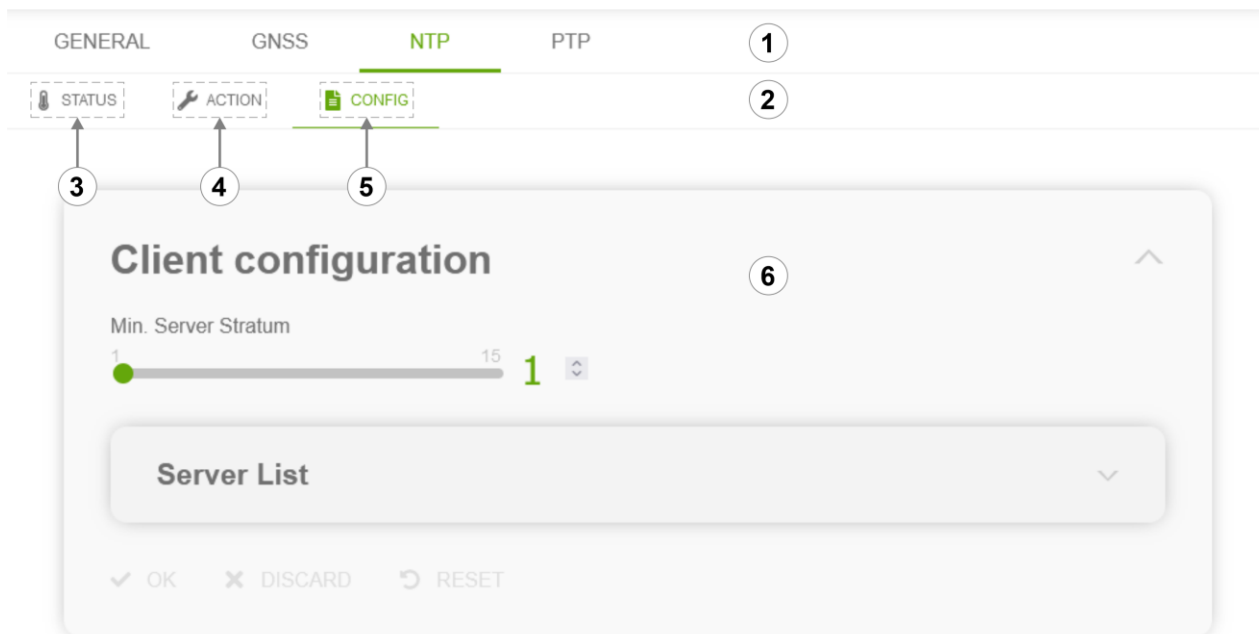 GENERAL GNSS NTP PTP 1
STATUS ACTION CONFIG 2
3 4 5
Client configuration 6
Min. Server Stratum
1 15 1
Server List
OK DISCARD RESET